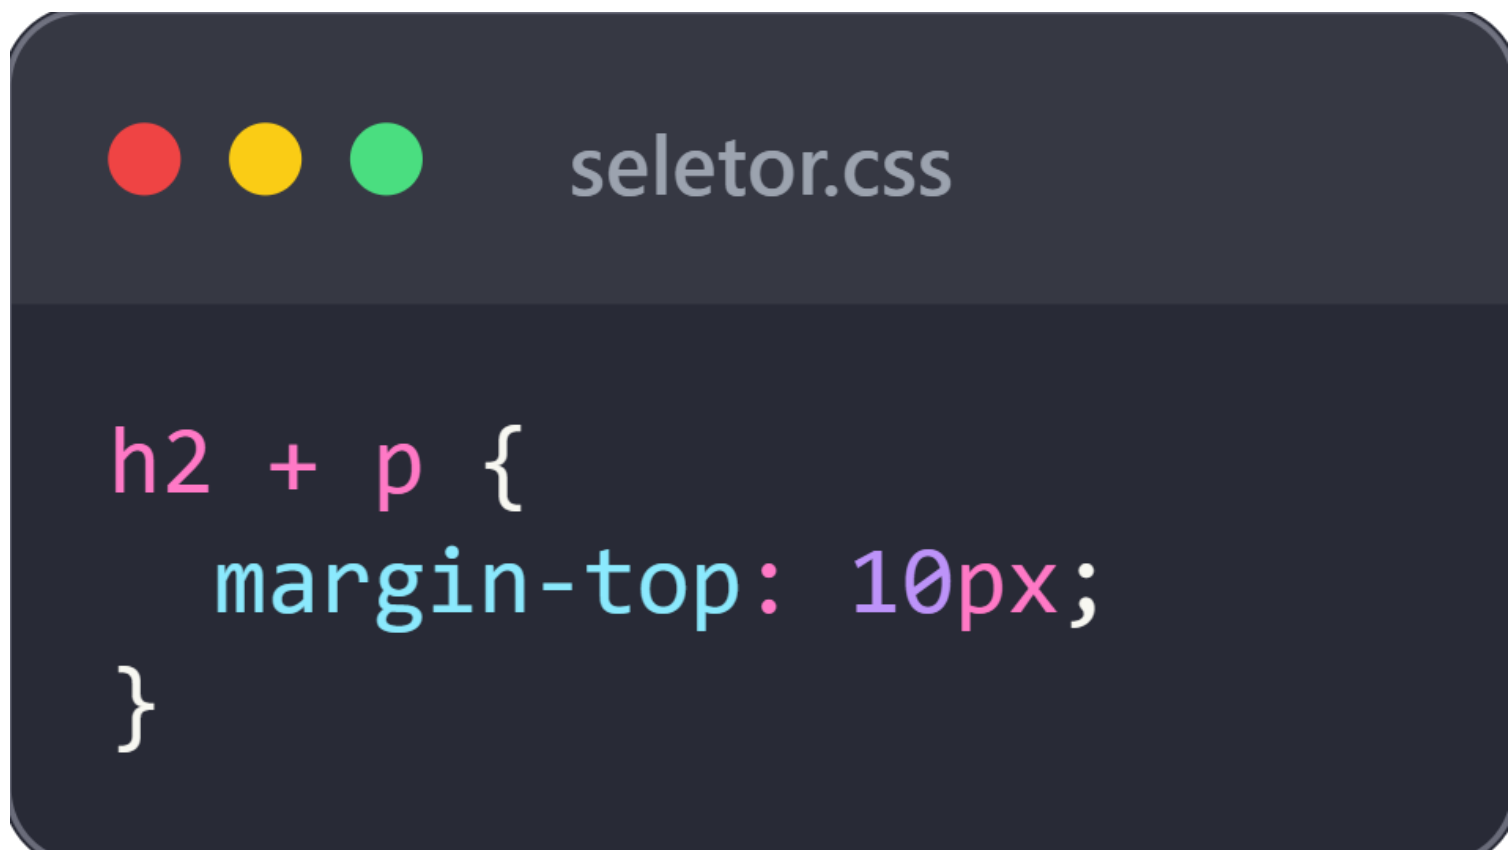 seletor.css
h2 + p {
  margin-top: 10px;
}